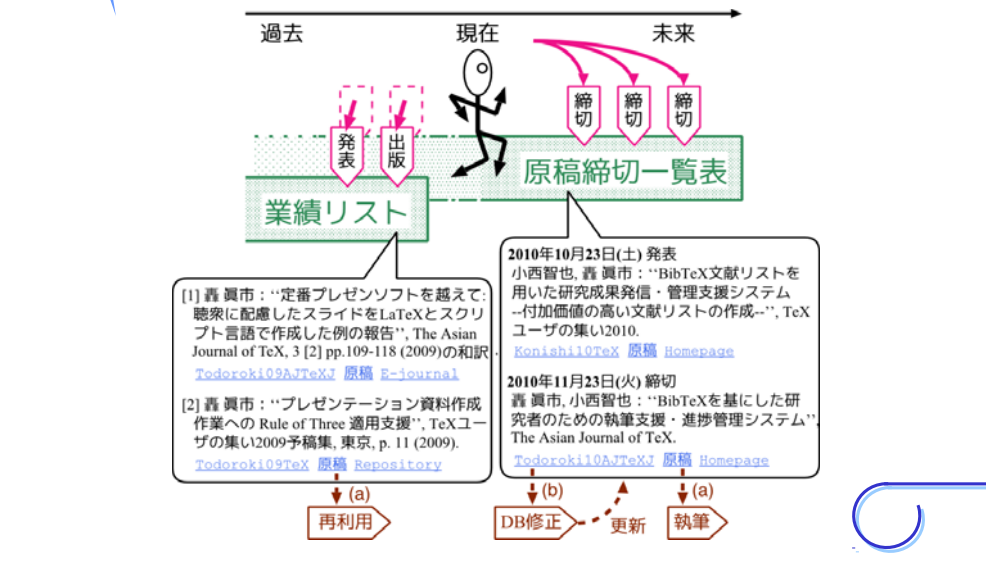 過去 現在 未来
締切 締切 締切
発表 出版
原稿締切一覧表
業績リスト
[1] 轟 眞市：‘‘定番プレゼンソフトを越えて:
聴衆に配慮したスライドをLaTeXとスクリ
プト言語で作成した例の報告’’, The Asian
Journal of TeX, 3 [2] pp.109-118 (2009)の和訳.
Todoroki09AJTeXJ 原稿 E-journal
[2] 轟 眞市：‘‘プレゼンテーション資料作成
作業への Rule of Three 適用支援’’, TeXユー
ザの集い2009予稿集, 東京, p. 11 (2009).
Todoroki09TeX 原稿 Repository
2010年10月23日(土) 発表
小西智也, 轟 眞市：‘‘BibTeX文献リストを
用いた研究成果発信・管理支援システム
--付加価値の高い文献リストの作成--’’, TeX
ユーザの集い2010.
Konishi10TeX 原稿 Homepage
2010年11月23日(火) 締切
轟 眞市, 小西智也：‘‘BibTeXを基にした研
究者のための執筆支援・進捗管理システム’’,
The Asian Journal of TeX.
Todoroki10AJTeXJ 原稿 Homepage
(a) (b) (a)
再利用 DB修正 更新 執筆